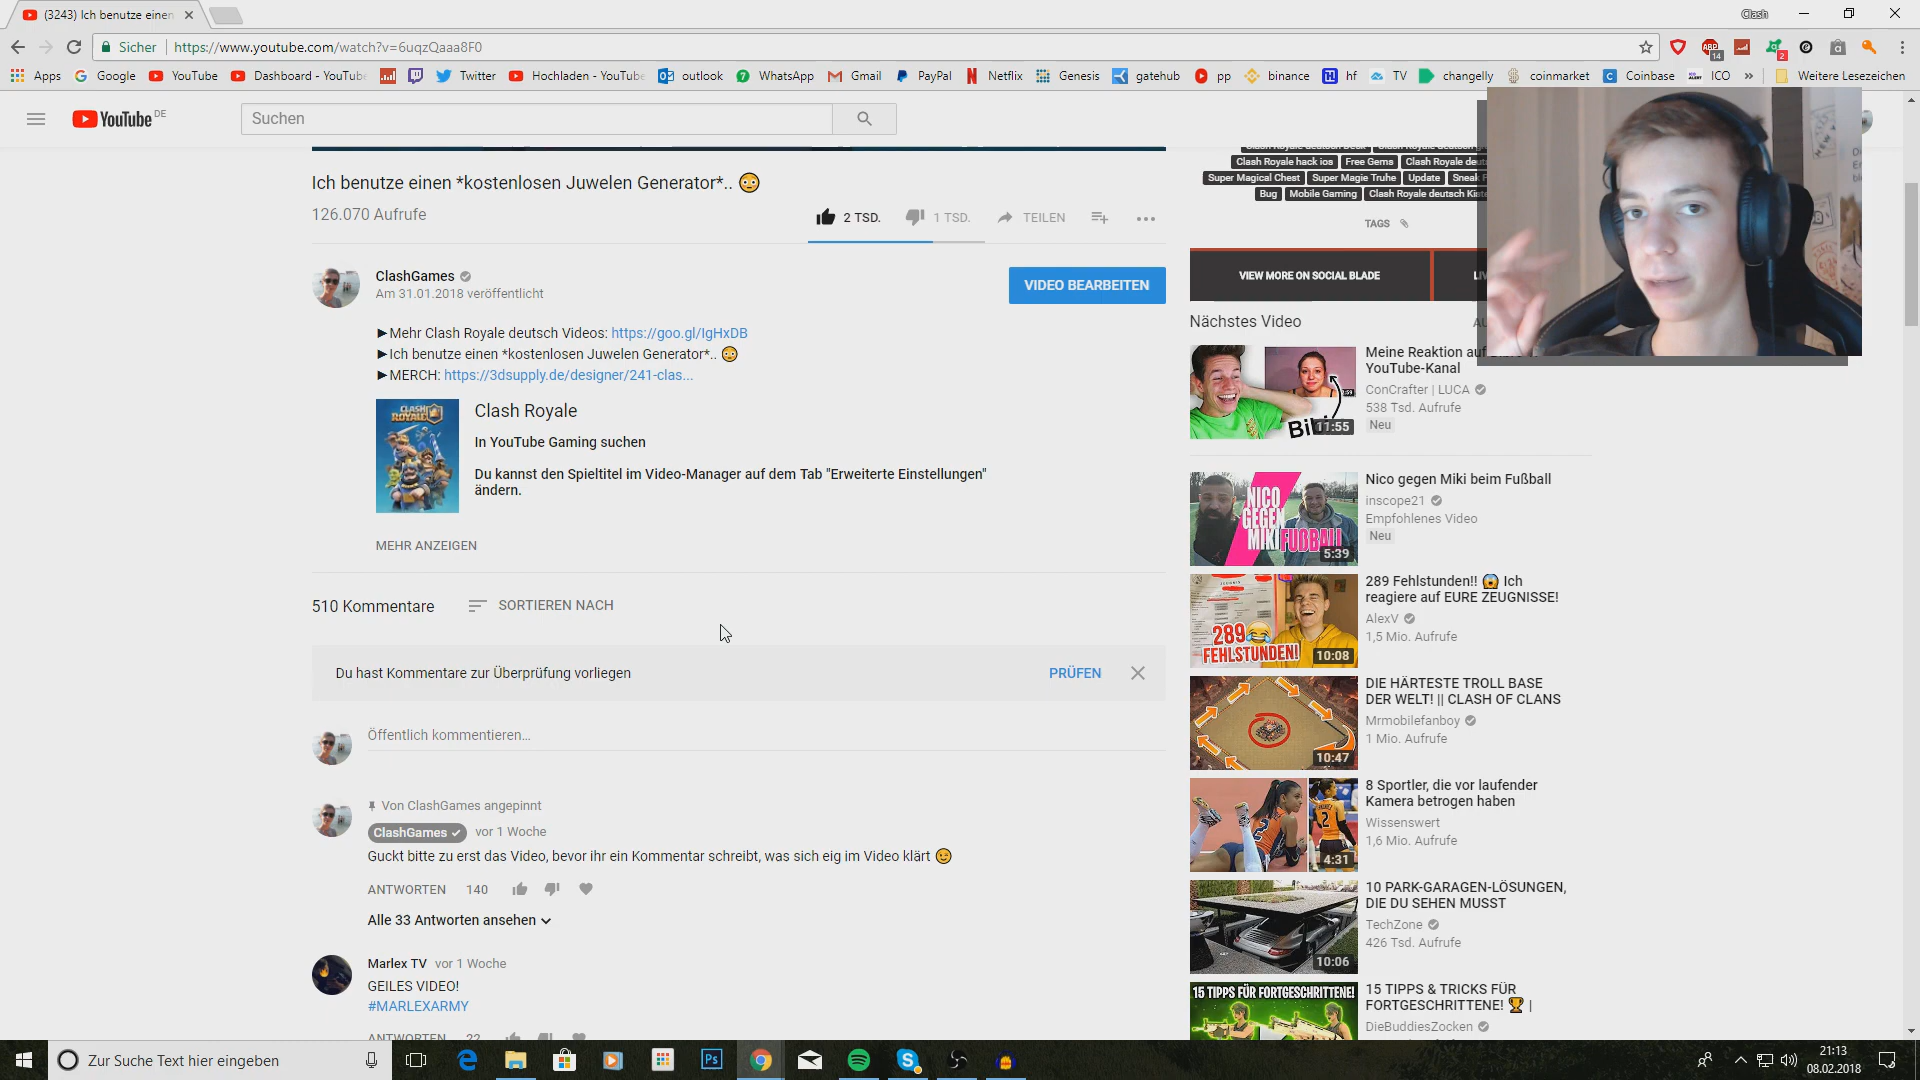 (3243) Ich benutze einen
Clash
Sicher
https://www.youtube.com/watch?v=6uqzQaaa8F0
ABP
14
2
Apps
Google
YouTube
Dashboard - YouTube
Twitter
Hochladen - YouTube
outlook
WhatsApp
Gmail
PayPal
Netflix
Genesis
gatehub
pp
binance
hf
TV
changelly
coinmarket
Coinbase
ICO
Weitere Lesezeichen
YouTube DE
Suchen
Clash Royale hack ios
Free Gems
Super Magical Chest
Super Magie Truhe
Update
Bug
Mobile Gaming
TAGS
Ich benutze einen *kostenlosen Juwelen Generator*.. 😳
126.070 Aufrufe
2 TSD.
1 TSD.
TEILEN
ClashGames
Am 31.01.2018 veröffentlicht
VIDEO BEARBEITEN
►Mehr Clash Royale deutsch Videos: https://goo.gl/IgHxDB
►Ich benutze einen *kostenlosen Juwelen Generator*.. 😳
►MERCH: https://3dsupply.de/designer/241-clas...
CLASH ROYALE
Clash Royale
In YouTube Gaming suchen
Du kannst den Spieltitel im Video-Manager auf dem Tab "Erweiterte Einstellungen"
ändern.
MEHR ANZEIGEN
510 Kommentare
SORTIEREN NACH
Du hast Kommentare zur Überprüfung vorliegen
PRÜFEN
Öffentlich kommentieren...
Von ClashGames angepinnt
ClashGames
vor 1 Woche
Guckt bitte zu erst das Video, bevor ihr ein Kommentar schreibt, was sich eig im Video klärt 😉
ANTWORTEN 140
Alle 33 Antworten ansehen
Marlex TV vor 1 Woche
GEILES VIDEO!
#MARLEXARMY
ANTWORTEN 22
VIEW MORE ON SOCIAL BLADE
Nächstes Video
Meine Reaktion auf
YouTube-Kanal
ConCrafter | LUCA
538 Tsd. Aufrufe
Neu
11:55
Nico gegen Miki beim Fußball
inscope21
Empfohlenes Video
Neu
NICO
GEGEN
MIKI FUßBALL
5:39
289 Fehlstunden!! 😱 Ich
reagiere auf EURE ZEUGNISSE!
AlexV
1,5 Mio. Aufrufe
289
FEHLSTUNDEN!
10:08
DIE HÄRTESTE TROLL BASE
DER WELT! || CLASH OF CLANS
Mrmobilefanboy
1 Mio. Aufrufe
10:47
8 Sportler, die vor laufender
Kamera betrogen haben
Wissenswert
1,6 Mio. Aufrufe
4:31
10 PARK-GARAGEN-LÖSUNGEN,
DIE DU SEHEN MUSST
TechZone
426 Tsd. Aufrufe
10:06
15 TIPPS & TRICKS FÜR
FORTGESCHRITTENE! 🏆 |
DieBuddiesZocken
15 TIPPS FÜR FORTGESCHRITTENE!
Zur Suche Text hier eingeben
Ps
21:13
08.02.2018